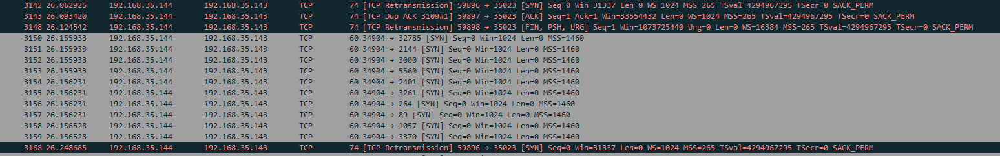 3142 26.062925 192.168.35.144 192.168.35.143 TCP 74 [TCP Retransmission] 59896 → 35023 [SYN] Seq=0 Win=31337 Len=0 WS=1024 MSS=265 TSval=4294967295 TSecr=0 SACK_PERM
3143 26.093420 192.168.35.144 192.168.35.143 TCP 74 [TCP Dup ACK 3109#1] 59897 → 35023 [ACK] Seq=1 Ack=1 Win=33554432 Len=0 WS=1024 MSS=265 TSval=4294967295 TSecr=0 SACK_PERM
3148 26.124542 192.168.35.144 192.168.35.143 TCP 74 [TCP Retransmission] 59898 → 35023 [FIN, PSH, URG] Seq=1 Win=1073725440 Urg=0 Len=0 WS=16384 MSS=265 TSval=4294967295 TSecr=0 SACK_PERM
3150 26.155933 192.168.35.144 192.168.35.143 TCP 60 34904 → 32785 [SYN] Seq=0 Win=1024 Len=0 MSS=1460
3151 26.155933 192.168.35.144 192.168.35.143 TCP 60 34904 → 2144 [SYN] Seq=0 Win=1024 Len=0 MSS=1460
3152 26.155933 192.168.35.144 192.168.35.143 TCP 60 34904 → 3000 [SYN] Seq=0 Win=1024 Len=0 MSS=1460
3153 26.155933 192.168.35.144 192.168.35.143 TCP 60 34904 → 5560 [SYN] Seq=0 Win=1024 Len=0 MSS=1460
3154 26.156231 192.168.35.144 192.168.35.143 TCP 60 34904 → 2401 [SYN] Seq=0 Win=1024 Len=0 MSS=1460
3155 26.156231 192.168.35.144 192.168.35.143 TCP 60 34904 → 3261 [SYN] Seq=0 Win=1024 Len=0 MSS=1460
3156 26.156231 192.168.35.144 192.168.35.143 TCP 60 34904 → 264 [SYN] Seq=0 Win=1024 Len=0 MSS=1460
3157 26.156231 192.168.35.144 192.168.35.143 TCP 60 34904 → 89 [SYN] Seq=0 Win=1024 Len=0 MSS=1460
3158 26.156528 192.168.35.144 192.168.35.143 TCP 60 34904 → 1057 [SYN] Seq=0 Win=1024 Len=0 MSS=1460
3159 26.156528 192.168.35.144 192.168.35.143 TCP 60 34904 → 3370 [SYN] Seq=0 Win=1024 Len=0 MSS=1460
3168 26.248685 192.168.35.144 192.168.35.143 TCP 74 [TCP Retransmission] 59896 → 35023 [SYN] Seq=0 Win=31337 Len=0 WS=1024 MSS=265 TSval=4294967295 TSecr=0 SACK_PERM